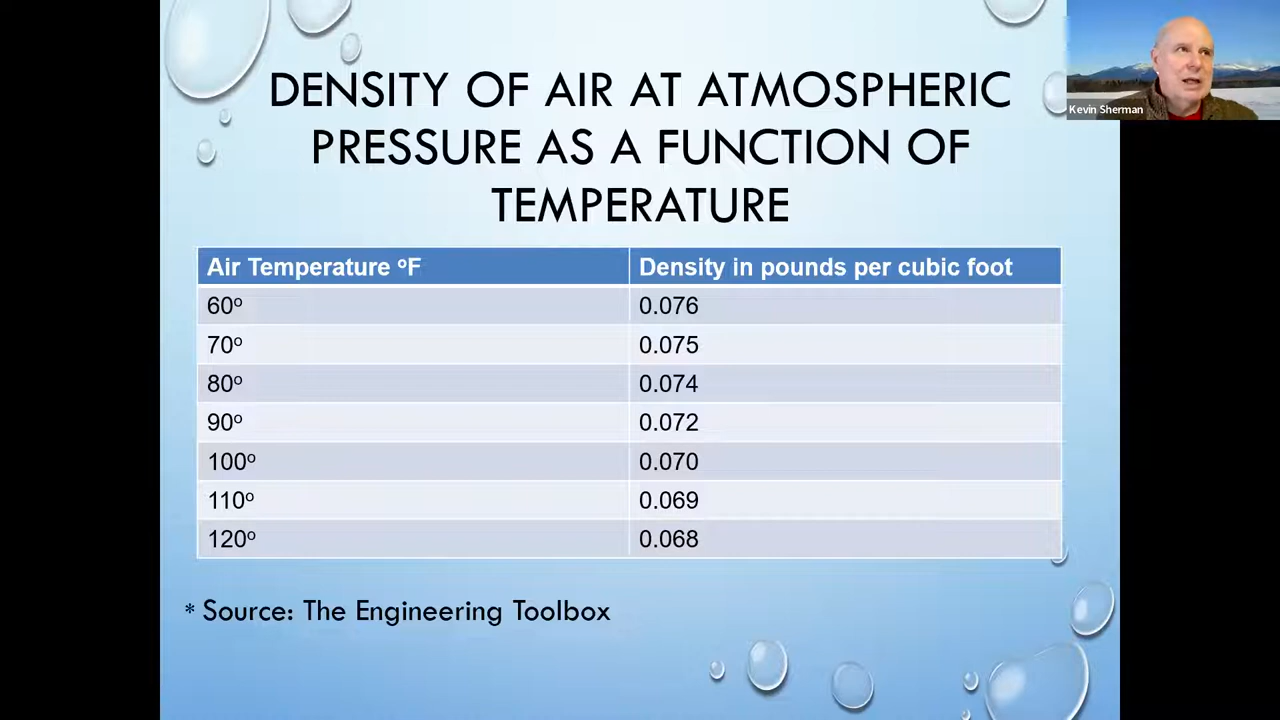 DENSITY OF AIR AT ATMOSPHERIC
PRESSURE AS A FUNCTION OF
TEMPERATURE
Kevin Sherman
Air Temperature ºF Density in pounds per cubic foot
60º 0.076
70º 0.075
80º 0.074
90º 0.072
100º 0.070
110º 0.069
120º 0.068
* Source: The Engineering Toolbox